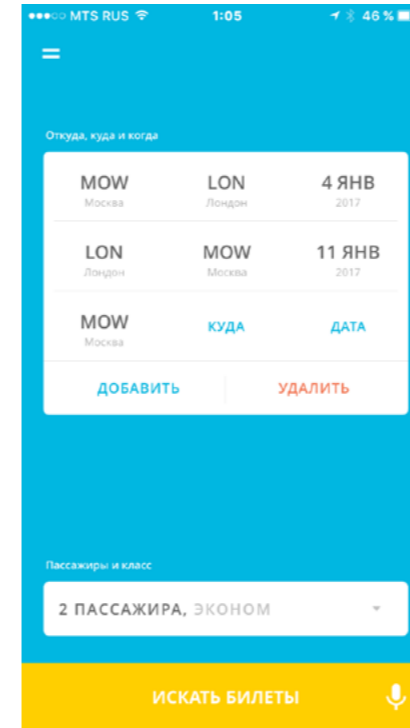 MTS RUS 1:05 46 %
Откуда, куда и когда
MOW LON 4 ЯНВ
Москва Лондон 2017
LON MOW 11 ЯНВ
Лондон Москва 2017
MOW КУДА ДАТА
Москва
ДОБАВИТЬ УДАЛИТЬ
Пассажиры и класс
2 ПАССАЖИРА, ЭКОНОМ
ИСКАТЬ БИЛЕТЫ